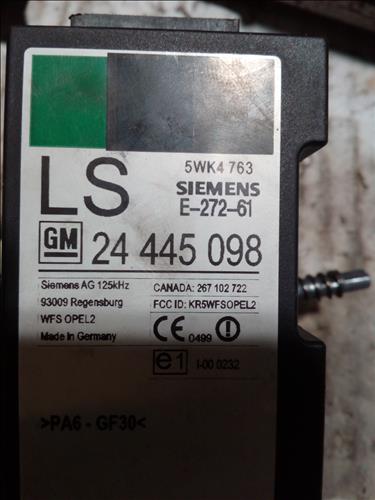 LS
5WK4 763
SIEMENS
E-272-61
GM 24 445 098
Siemens AG 125kHz
93009 Regensburg
WFS OPEL2
Made in Germany
CANADA: 267 102 722
FCC ID: KR5WFSOPEL2
CE 0499
e1 I-00 0232
>PA6 - GF30<